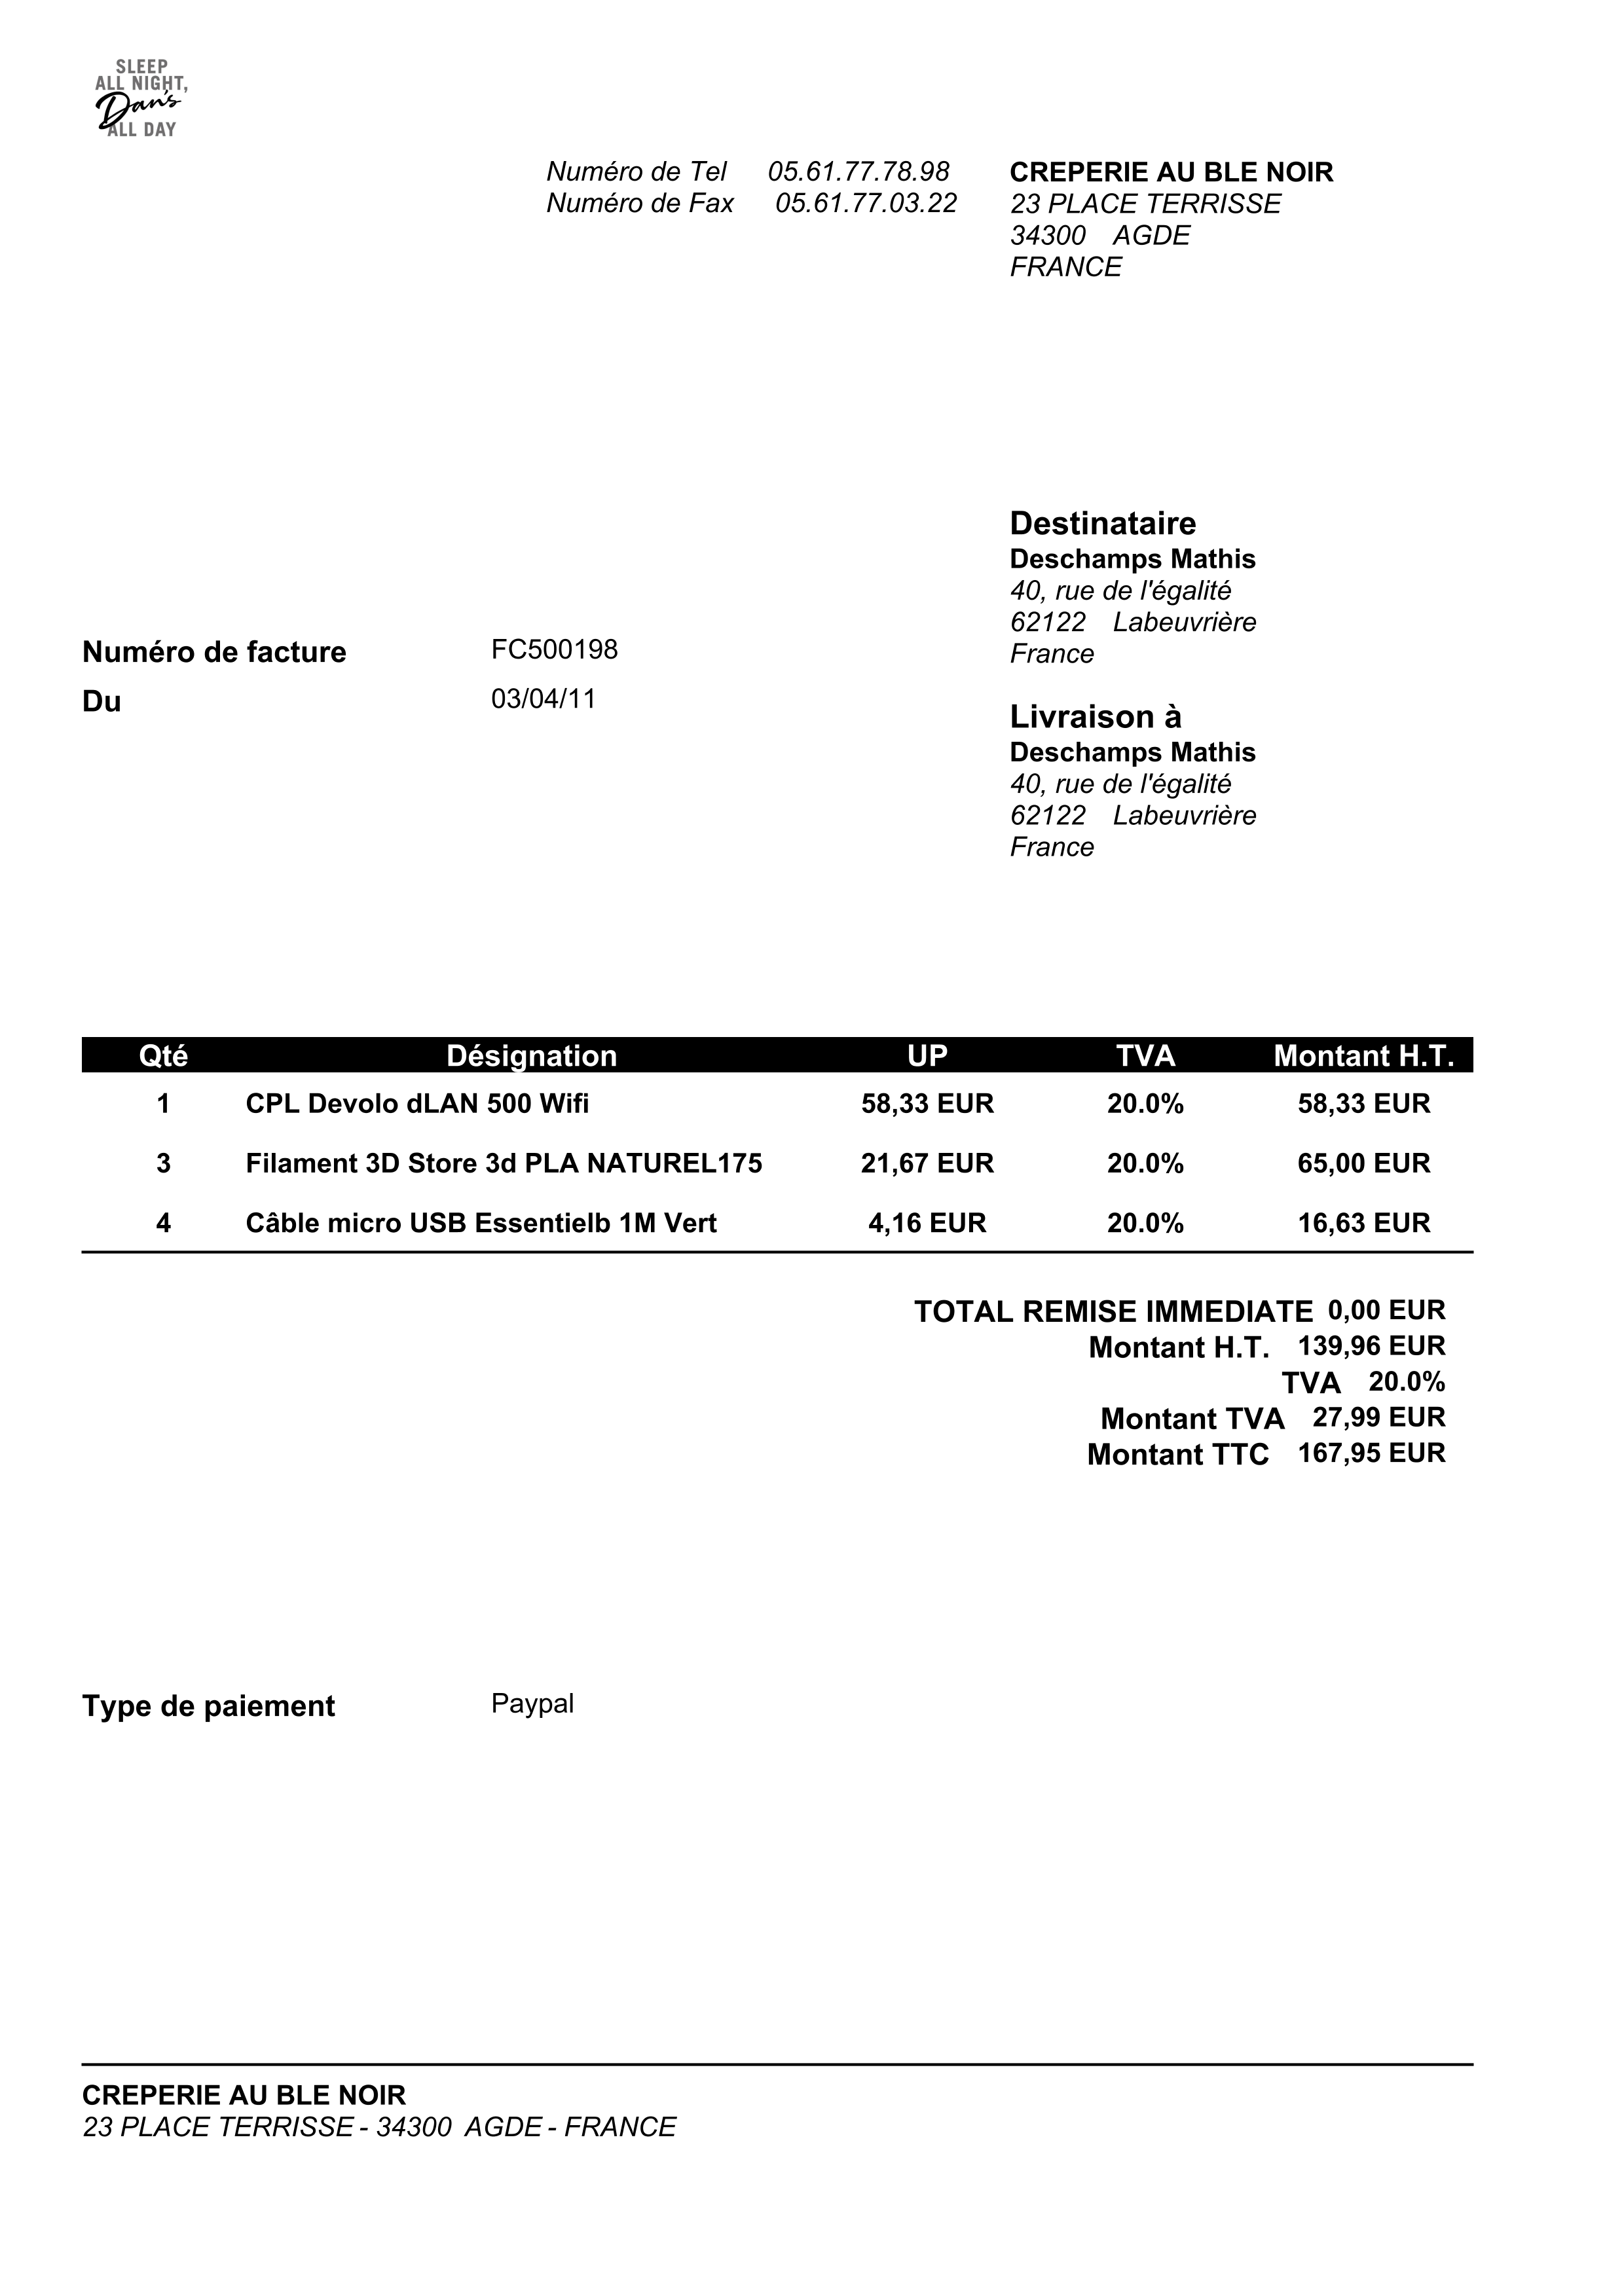 SLEEP
ALL NIGHT,
Dan's
ALL DAY
Numéro de Tel 05.61.77.78.98
Numéro de Fax 05.61.77.03.22
CREPERIE AU BLE NOIR
23 PLACE TERRISSE
34300 AGDE
FRANCE
Destinataire
Deschamps Mathis
40, rue de l'égalité
62122 Labeuvrière
France
Numéro de facture FC500198
Du 03/04/11
Livraison à
Deschamps Mathis
40, rue de l'égalité
62122 Labeuvrière
France
Qté Désignation UP TVA Montant H.T.
1 CPL Devolo dLAN 500 Wifi 58,33 EUR 20.0% 58,33 EUR
3 Filament 3D Store 3d PLA NATUREL175 21,67 EUR 20.0% 65,00 EUR
4 Câble micro USB Essentielb 1M Vert 4,16 EUR 20.0% 16,63 EUR
TOTAL REMISE IMMEDIATE 0,00 EUR
Montant H.T. 139,96 EUR
TVA 20.0%
Montant TVA 27,99 EUR
Montant TTC 167,95 EUR
Type de paiement Paypal
CREPERIE AU BLE NOIR
23 PLACE TERRISSE - 34300 AGDE - FRANCE